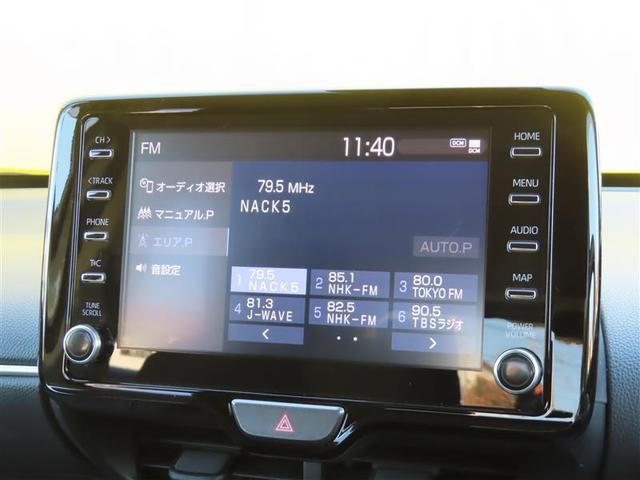 CH>
<TRACK
PHONE
T&C
TUNE
SCROLL
FM
11:40
DCM
DCM
オーディオ選択
マニュアル.P
エリア.P
音設定
79.5 MHz
NACK5
AUTO.P
1 79.5 NACK5
2 85.1 NHK-FM
3 80.0 TOKYO FM
4 81.3 J-WAVE
5 82.5 NHK-FM
6 90.5 TBSラジオ
HOME
MENU
AUDIO
MAP
POWER
VOLUME